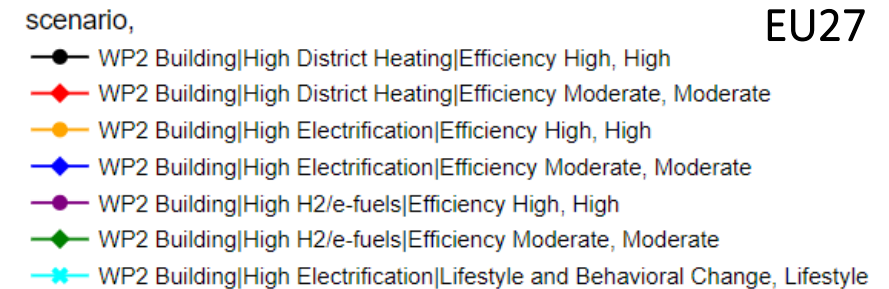 scenario,
EU27
WP2 Building|High District Heating|Efficiency High, High
WP2 Building|High District Heating|Efficiency Moderate, Moderate
WP2 Building|High Electrification|Efficiency High, High
WP2 Building|High Electrification|Efficiency Moderate, Moderate
WP2 Building|High H2/e-fuels|Efficiency High, High
WP2 Building|High H2/e-fuels|Efficiency Moderate, Moderate
WP2 Building|High Electrification|Lifestyle and Behavioral Change, Lifestyle